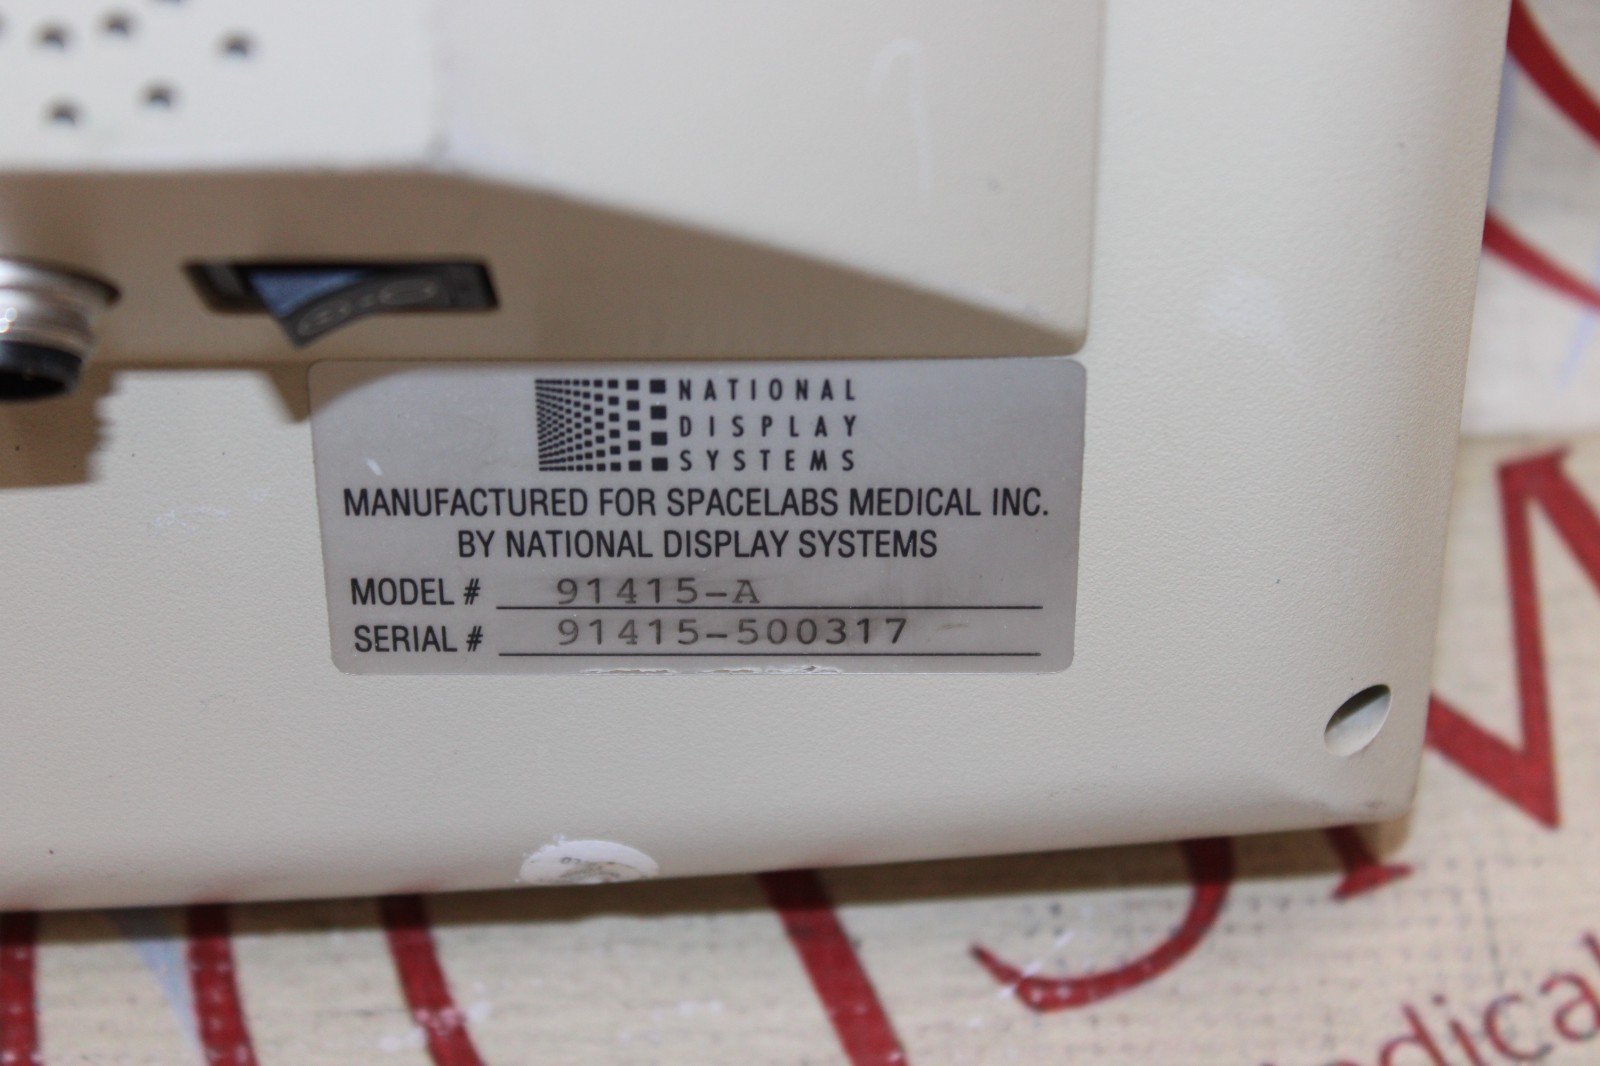 NATIONAL
DISPLAY
SYSTEMS
MANUFACTURED FOR SPACELABS MEDICAL INC.
BY NATIONAL DISPLAY SYSTEMS
MODEL # 91415-A
SERIAL # 91415-500317